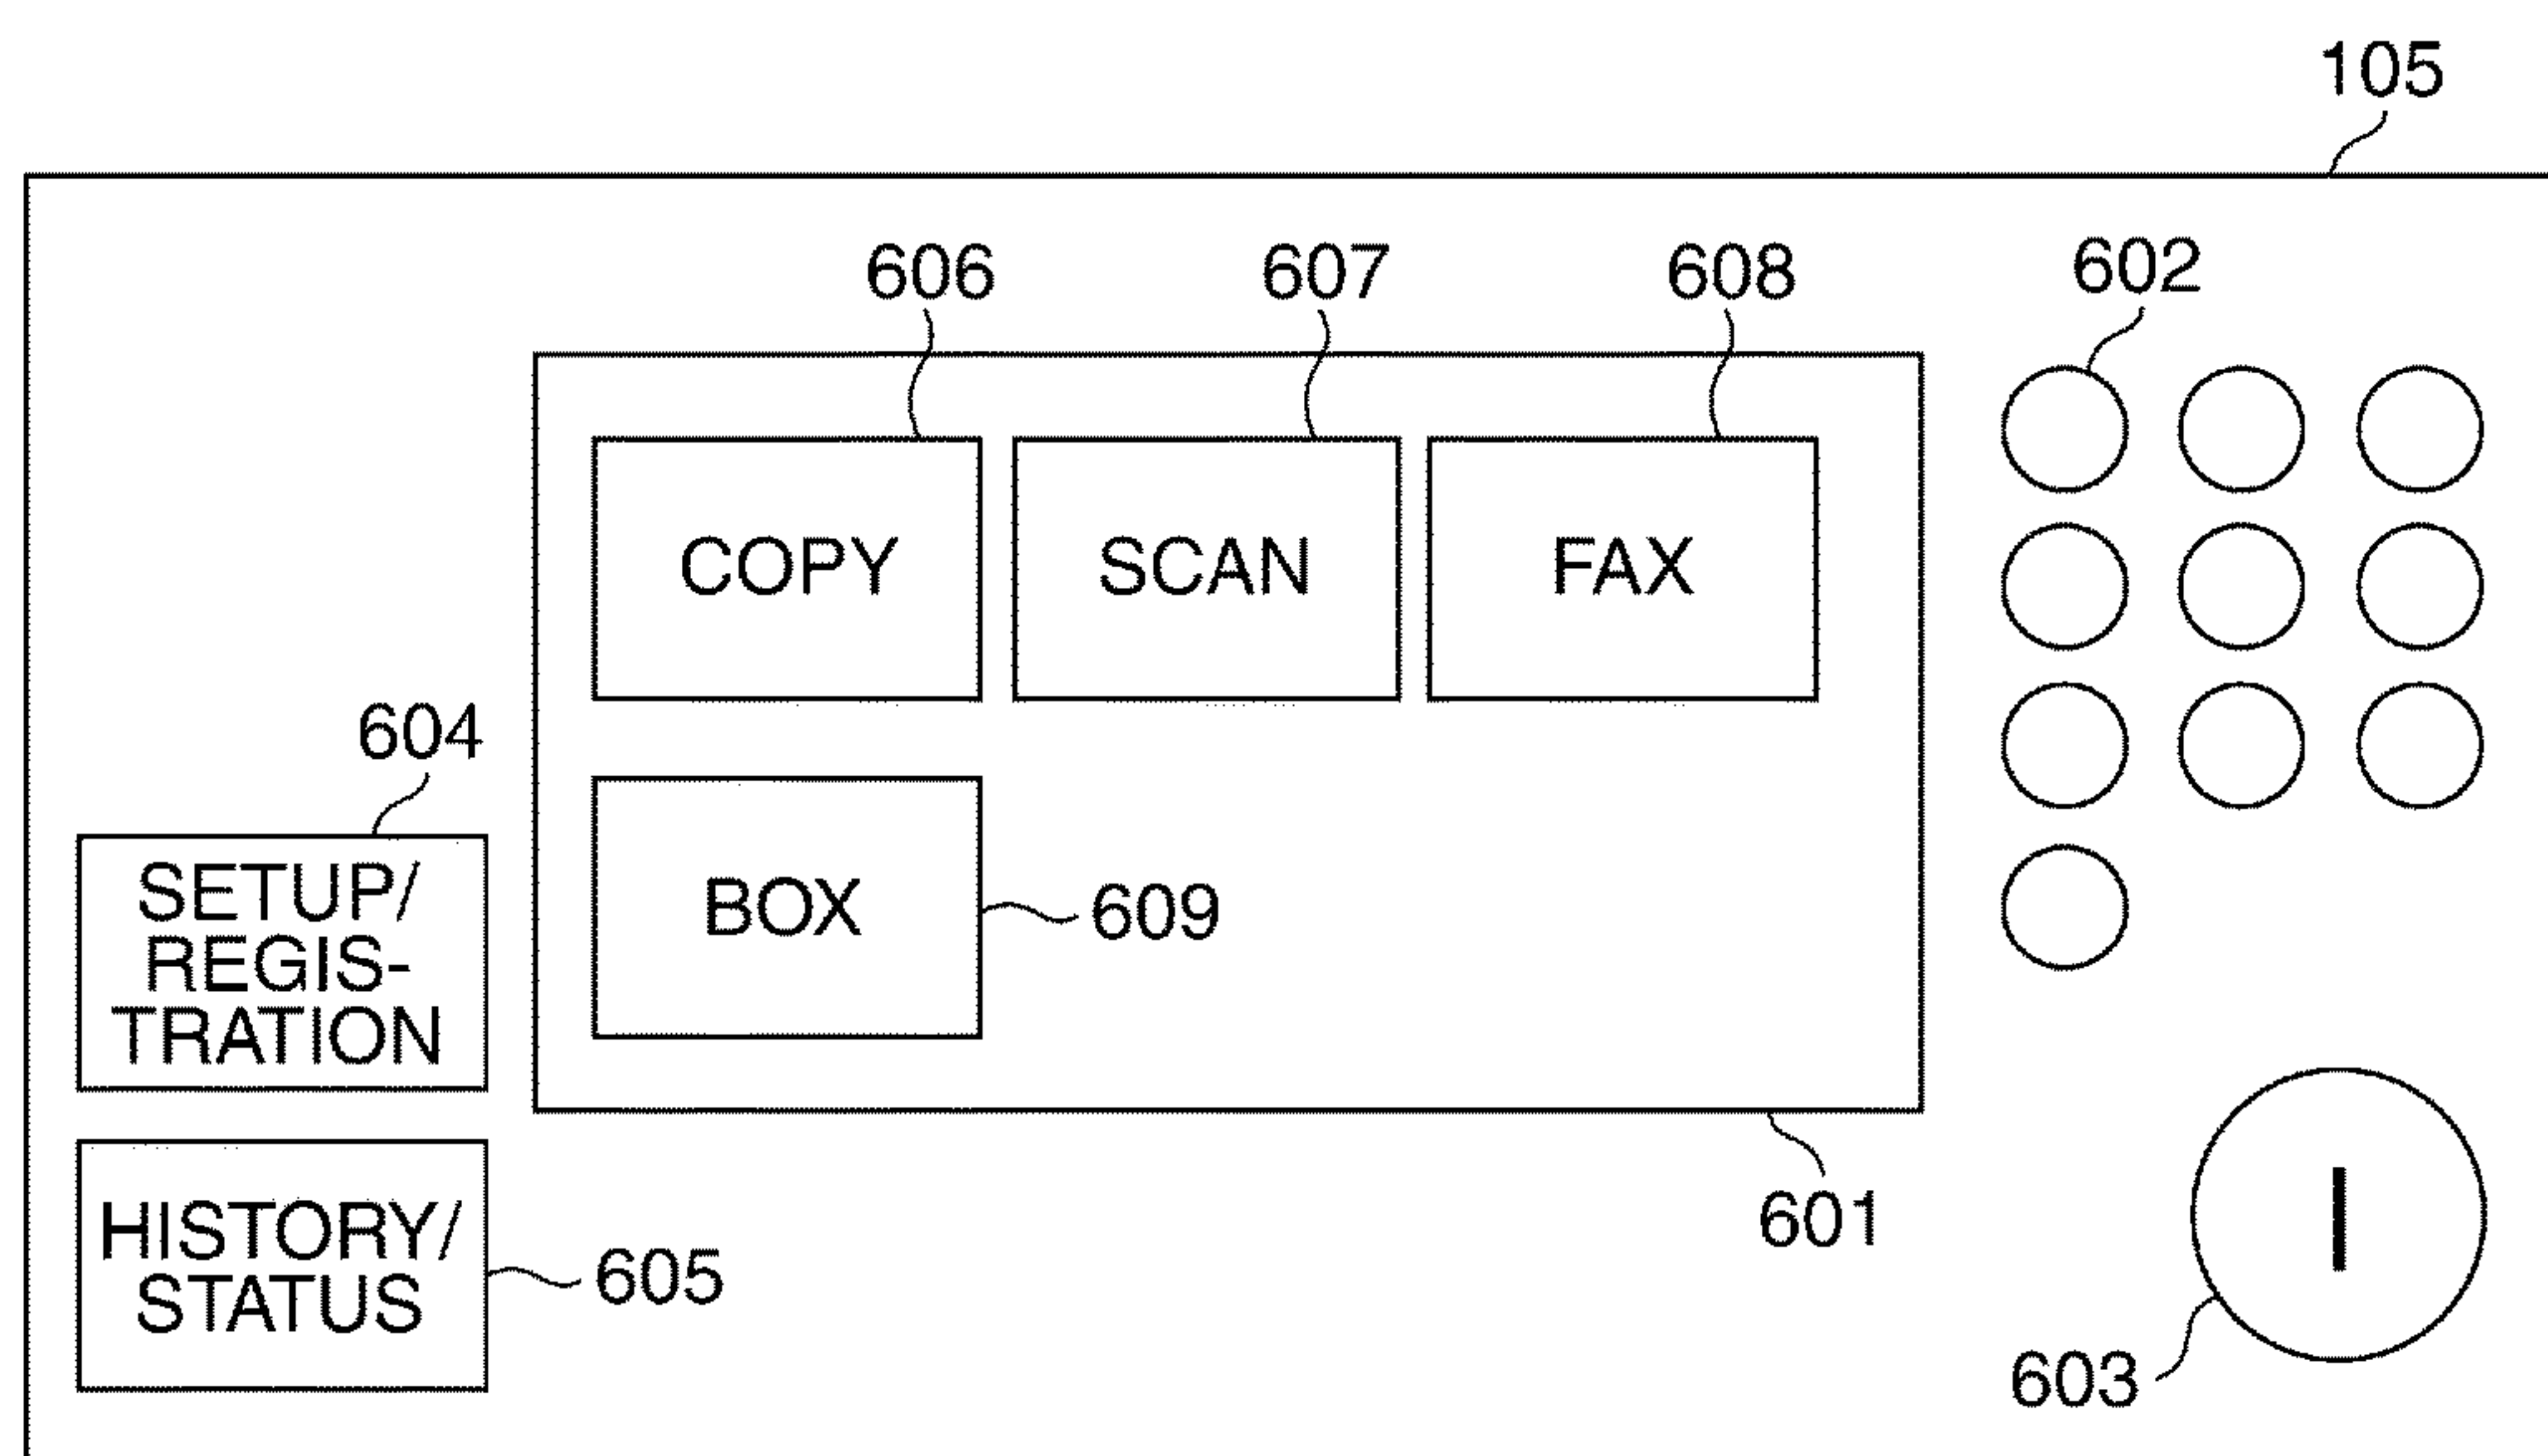 105
606
607
608
602
COPY
SCAN
FAX
604
SETUP/
REGIS-
TRATION
BOX
609
HISTORY/
STATUS
605
601
603